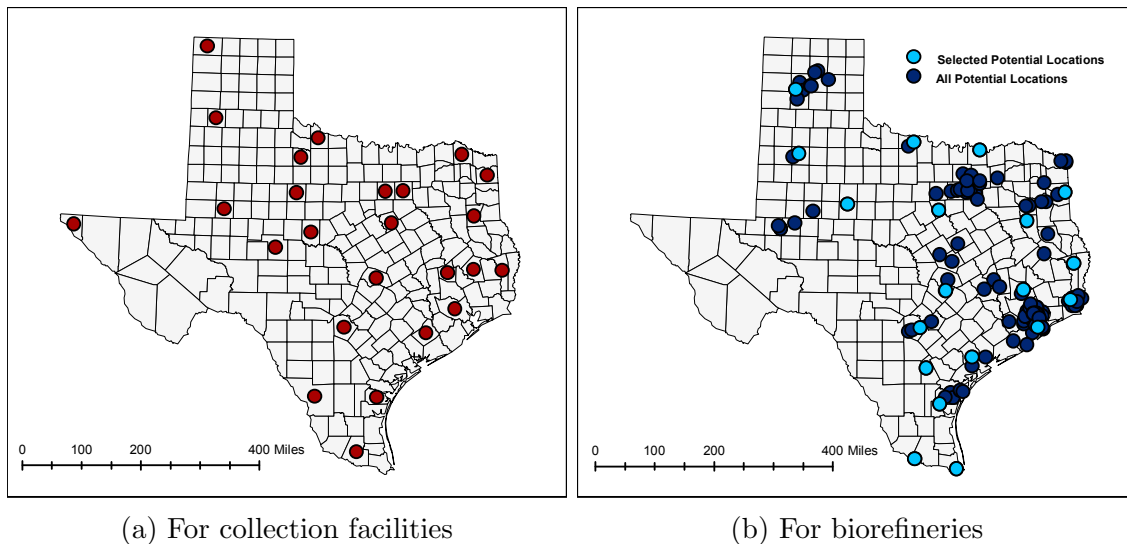 Selected Potential Locations
All Potential Locations
0 100 200 400 Miles
0 100 200 400 Miles
(a) For collection facilities
(b) For biorefineries